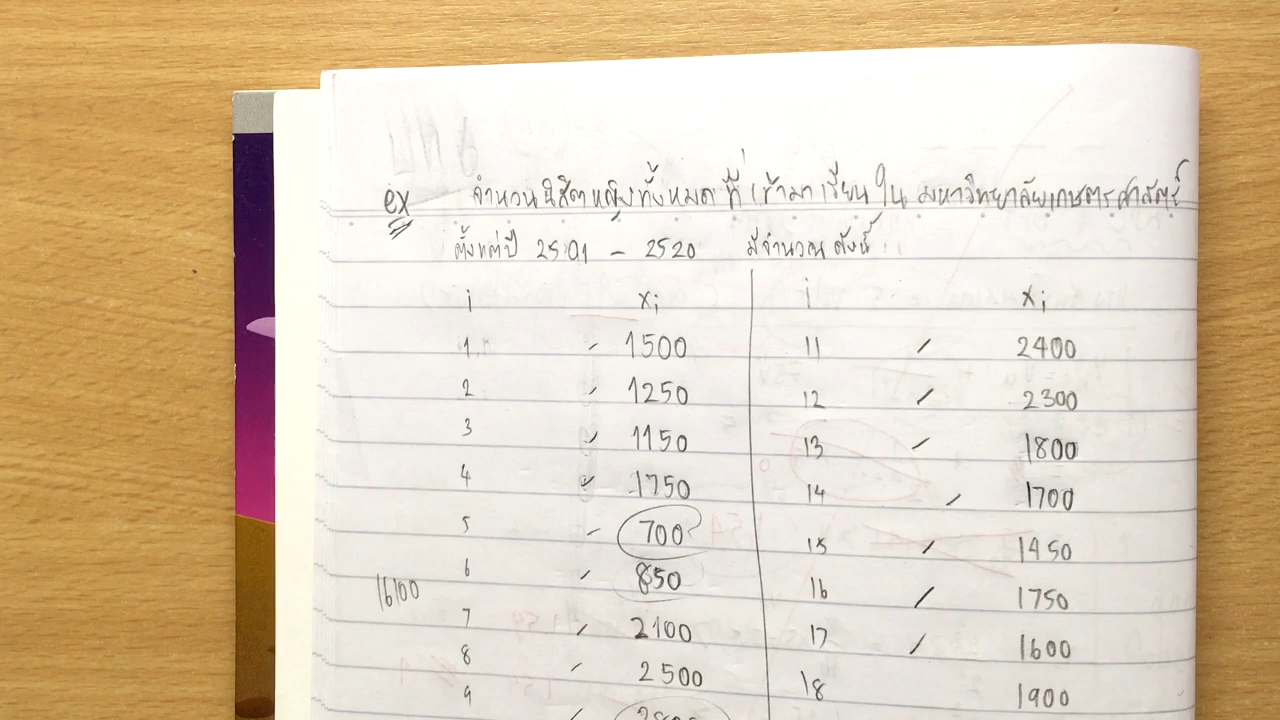 ex จำนวนนิสิตหญิงทั้งหมดที่เข้ามาเรียนใน มหาวิทยาลัยเกษตรศาสตร์
ตั้งแต่ปี 2501 - 2520 มีจำนวนดังนี้
i xi i xi
1 1500 11 2400
2 1250 12 2300
3 1150 13 1800
4 1750 14 1700
5 700 15 1450
6 850 16 1750
16100
7 2100 17 1600
8 2500 18 1900
9